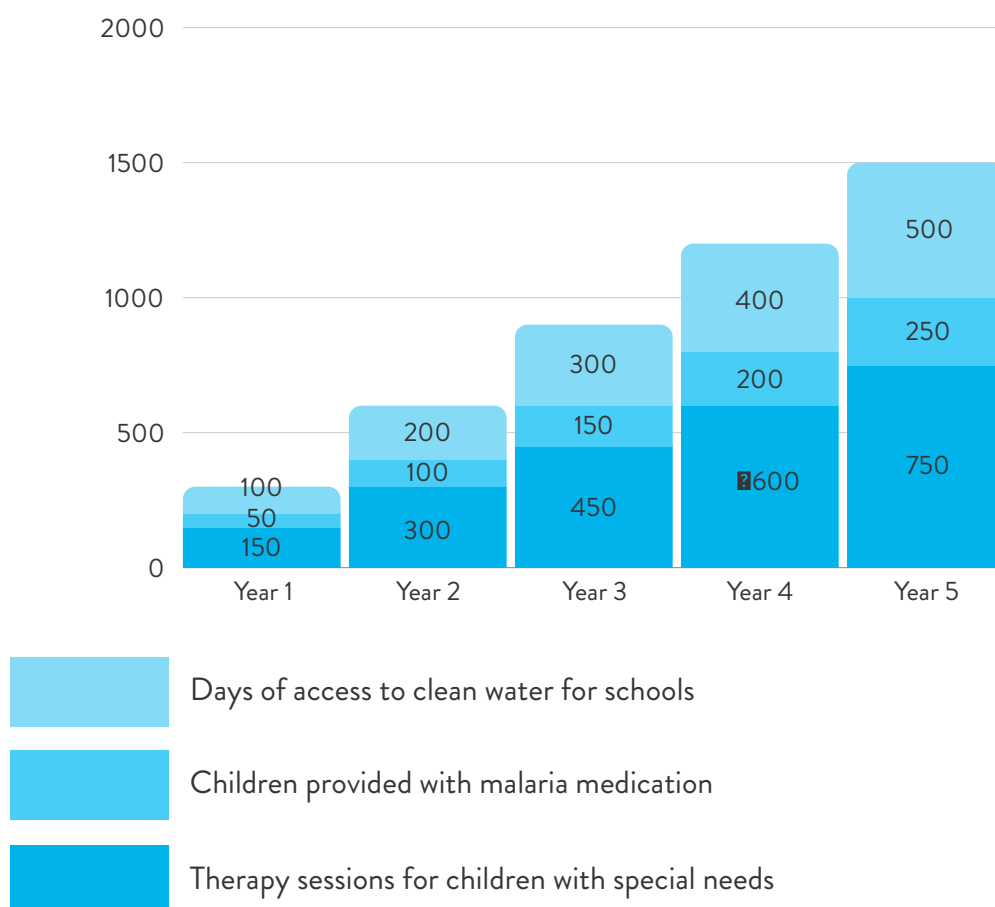 2000
1500
1000
500
0
100
50
150
200
100
300
300
150
450
400
200
�600
500
250
750
Year 1
Year 2
Year 3
Year 4
Year 5
Days of access to clean water for schools
Children provided with malaria medication
Therapy sessions for children with special needs